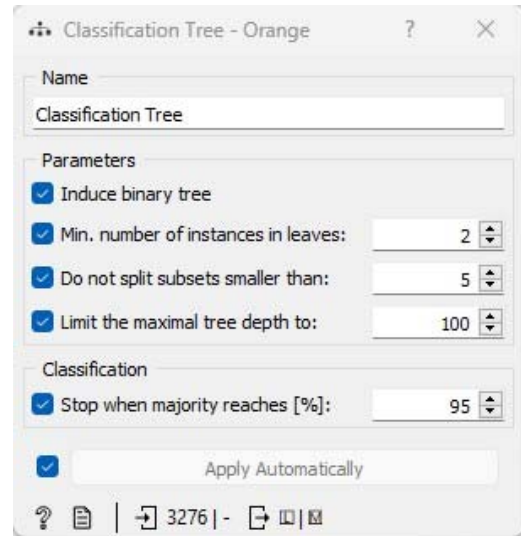 Classification Tree - Orange ?
Name
Classification Tree
Parameters
Induce binary tree
Min. number of instances in leaves: 2
Do not split subsets smaller than: 5
Limit the maximal tree depth to: 100
Classification
Stop when majority reaches [%]: 95
Apply Automatically
? 3276 | - |